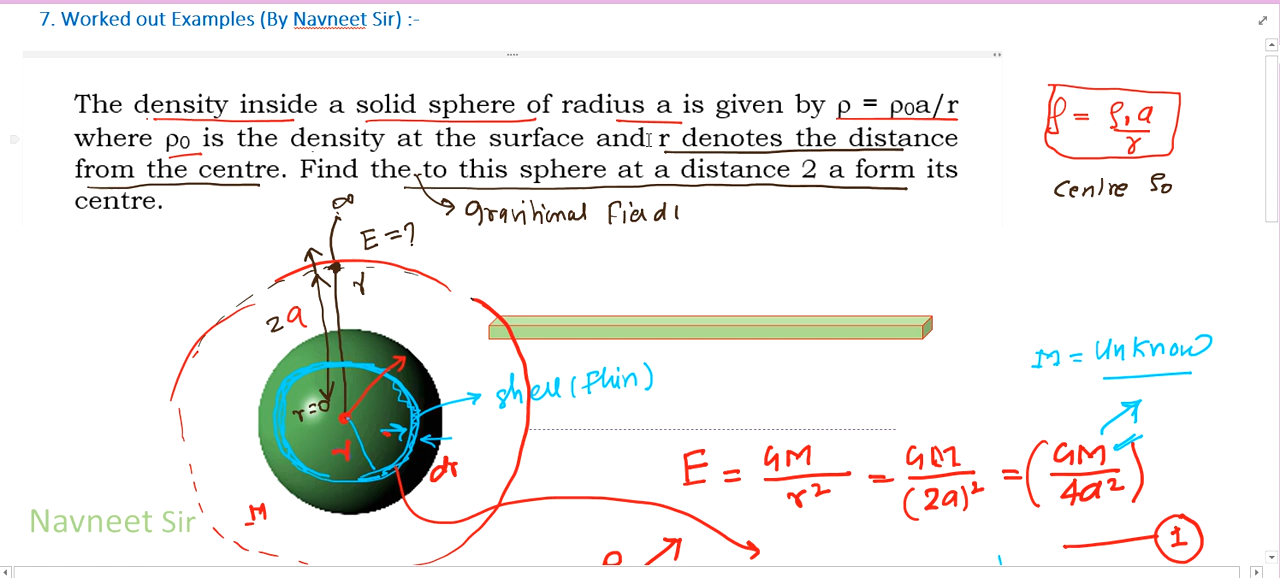 7. Worked out Examples (By Navneet Sir) :-
The density inside a solid sphere of radius a is given by ρ = ρ₀a/r
where ρ₀ is the density at the surface and r denotes the distance
from the centre. Find the to this sphere at a distance 2 a form its
centre.
ρ = ρ₁ a / r
Centre ρ₀
gravitional Field
∞
E = ?
r
2a
M = Unknow
shell (thin)
r=0
r
dr
E = GM/r² = GM/(2a)² = (GM/4a²)
M
Navneet Sir
1